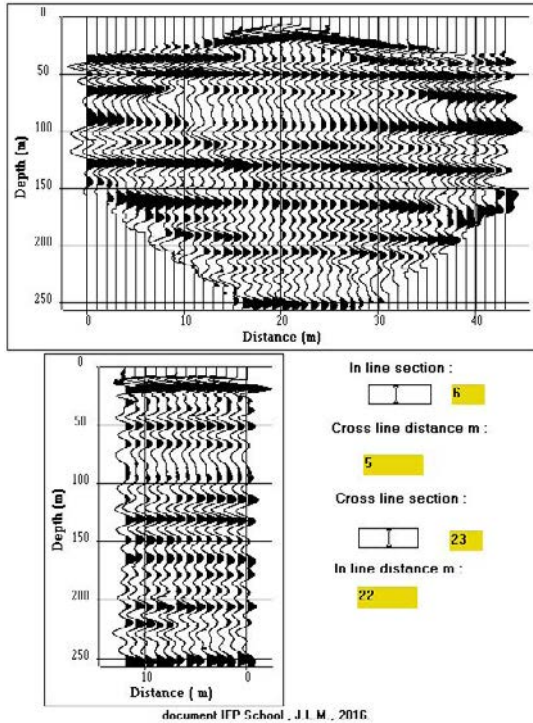 0
50
100
150
200
250
Depth (m)
0 10 20 30 40
Distance (m)
0
50
100
150
200
250
Depth (m)
10 0
Distance ( m)
In line section :
6
Cross line distance m :
5
Cross line section :
23
In line distance m :
22
document IFP School , J.L.M , 2016